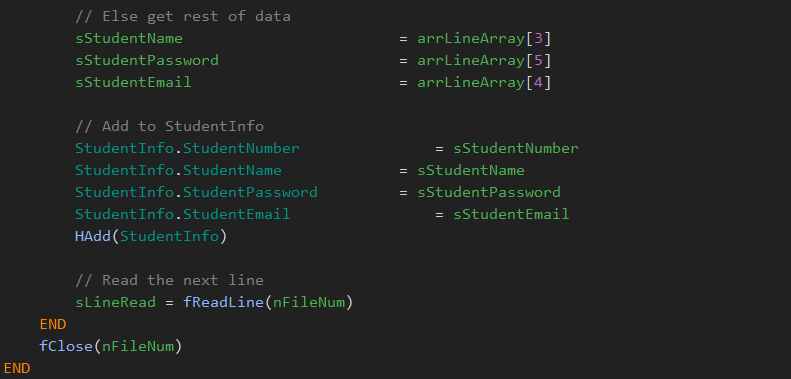 // Else get rest of data
sStudentName = arrLineArray[3]
sStudentPassword = arrLineArray[5]
sStudentEmail = arrLineArray[4]
// Add to StudentInfo
StudentInfo.StudentNumber = sStudentNumber
StudentInfo.StudentName = sStudentName
StudentInfo.StudentPassword = sStudentPassword
StudentInfo.StudentEmail = sStudentEmail
HAdd(StudentInfo)
// Read the next line
sLineRead = fReadLine(nFileNum)
END
fClose(nFileNum)
END